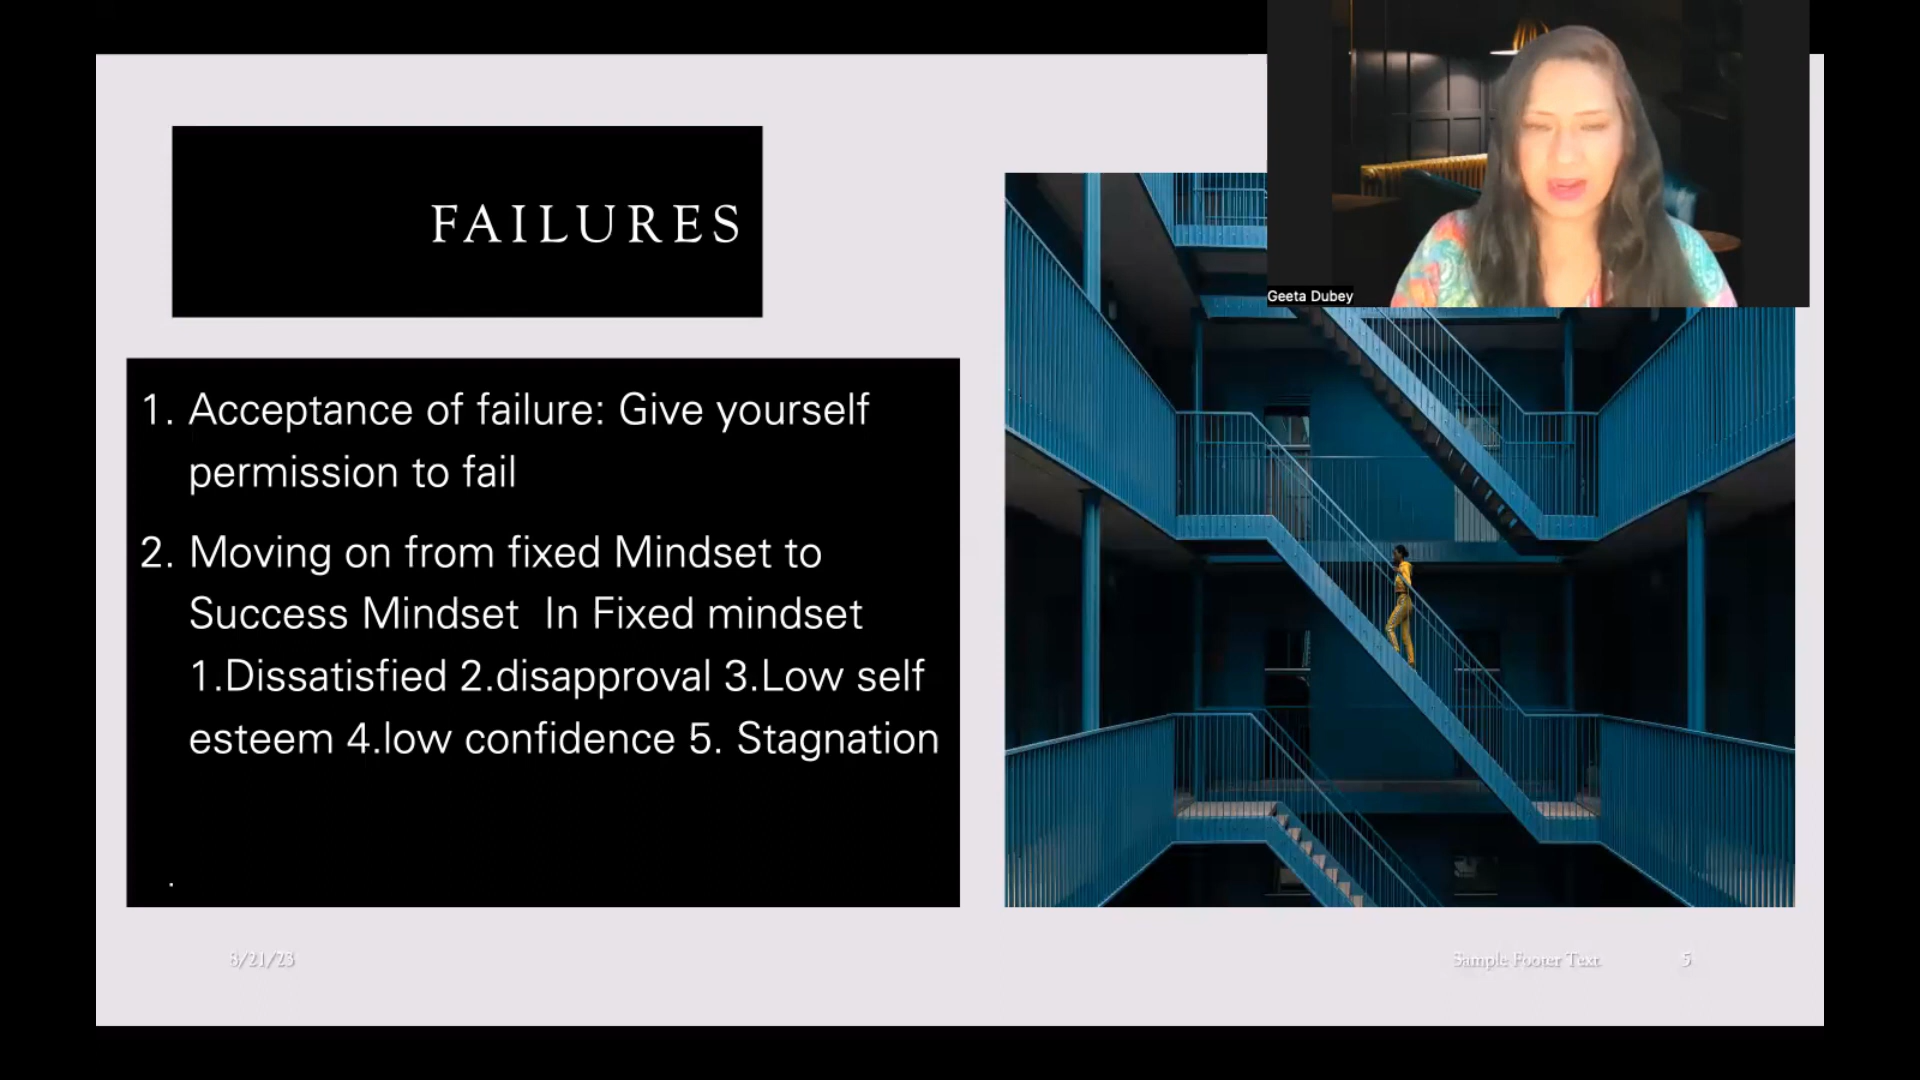 FAILURES
Geeta Dubey
1. Acceptance of failure: Give yourself
permission to fail
2. Moving on from fixed Mindset to
Success Mindset  In Fixed mindset
1.Dissatisfied 2.disapproval 3.Low self
esteem 4.low confidence 5. Stagnation
.
8/21/23
Sample Footer Text
5